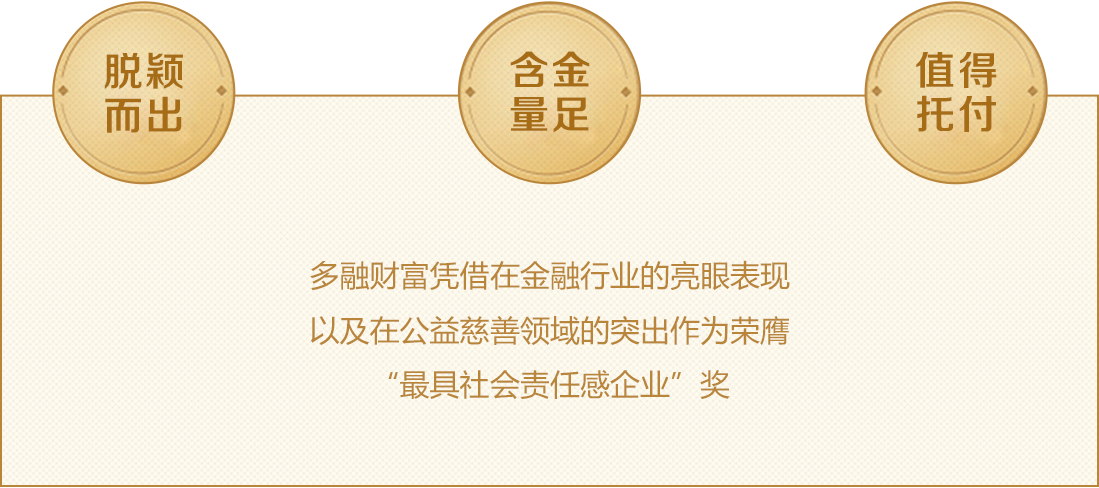 脱颖
而出
含金
量足
值得
托付
多融财富凭借在金融行业的亮眼表现
以及在公益慈善领域的突出作为荣膺
“最具社会责任感企业”奖